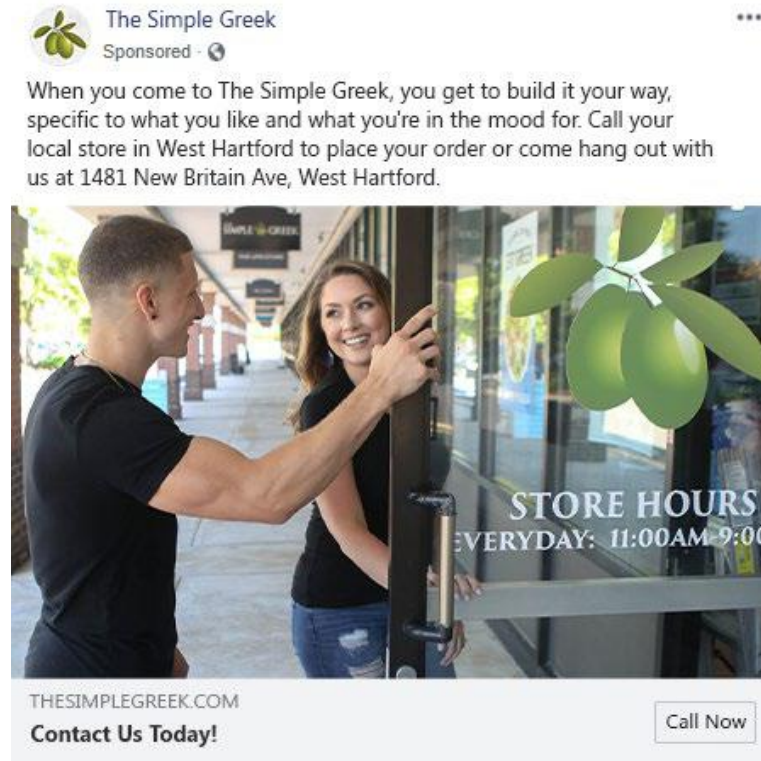 The Simple Greek
Sponsored ·
When you come to The Simple Greek, you get to build it your way,
specific to what you like and what you're in the mood for. Call your
local store in West Hartford to place your order or come hang out with
us at 1481 New Britain Ave, West Hartford.
SIMPLE GREEK
STORE HOURS
EVERYDAY: 11:00AM-9:00
THESIMPLEGREEK.COM
Contact Us Today!
Call Now